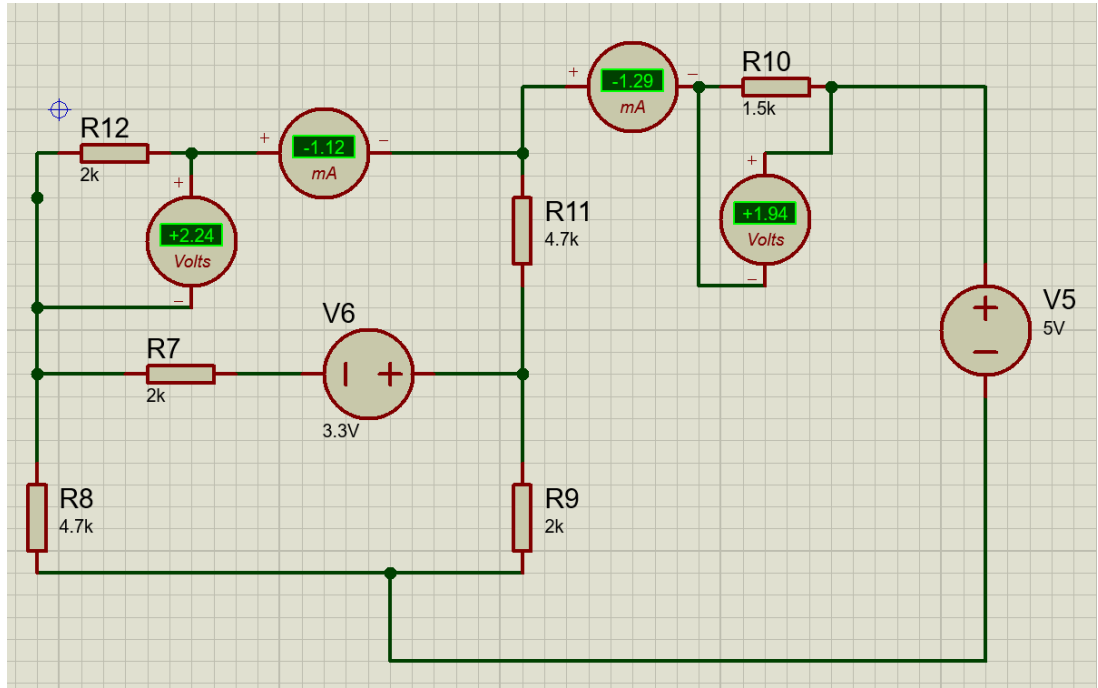 R10
+ -
-1.29
mA
1.5k
R12
+ -
-1.12
mA
2k
+
+2.24
Volts
-
R11
4.7k
+
+1.94
Volts
-
V5
+
-
5V
V6
- +
3.3V
R7
2k
R8
4.7k
R9
2k